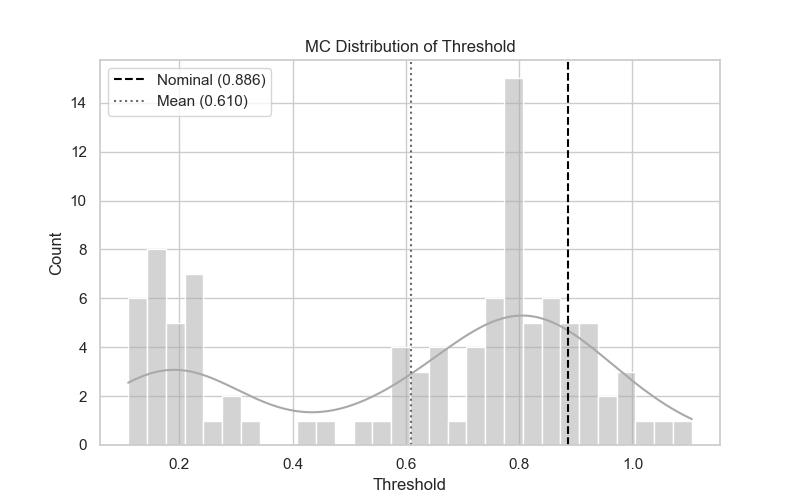 MC Distribution of Threshold
Nominal (0.886)
Mean (0.610)
Count
14
12
10
8
6
4
2
0
0.2 0.4 0.6 0.8 1.0
Threshold